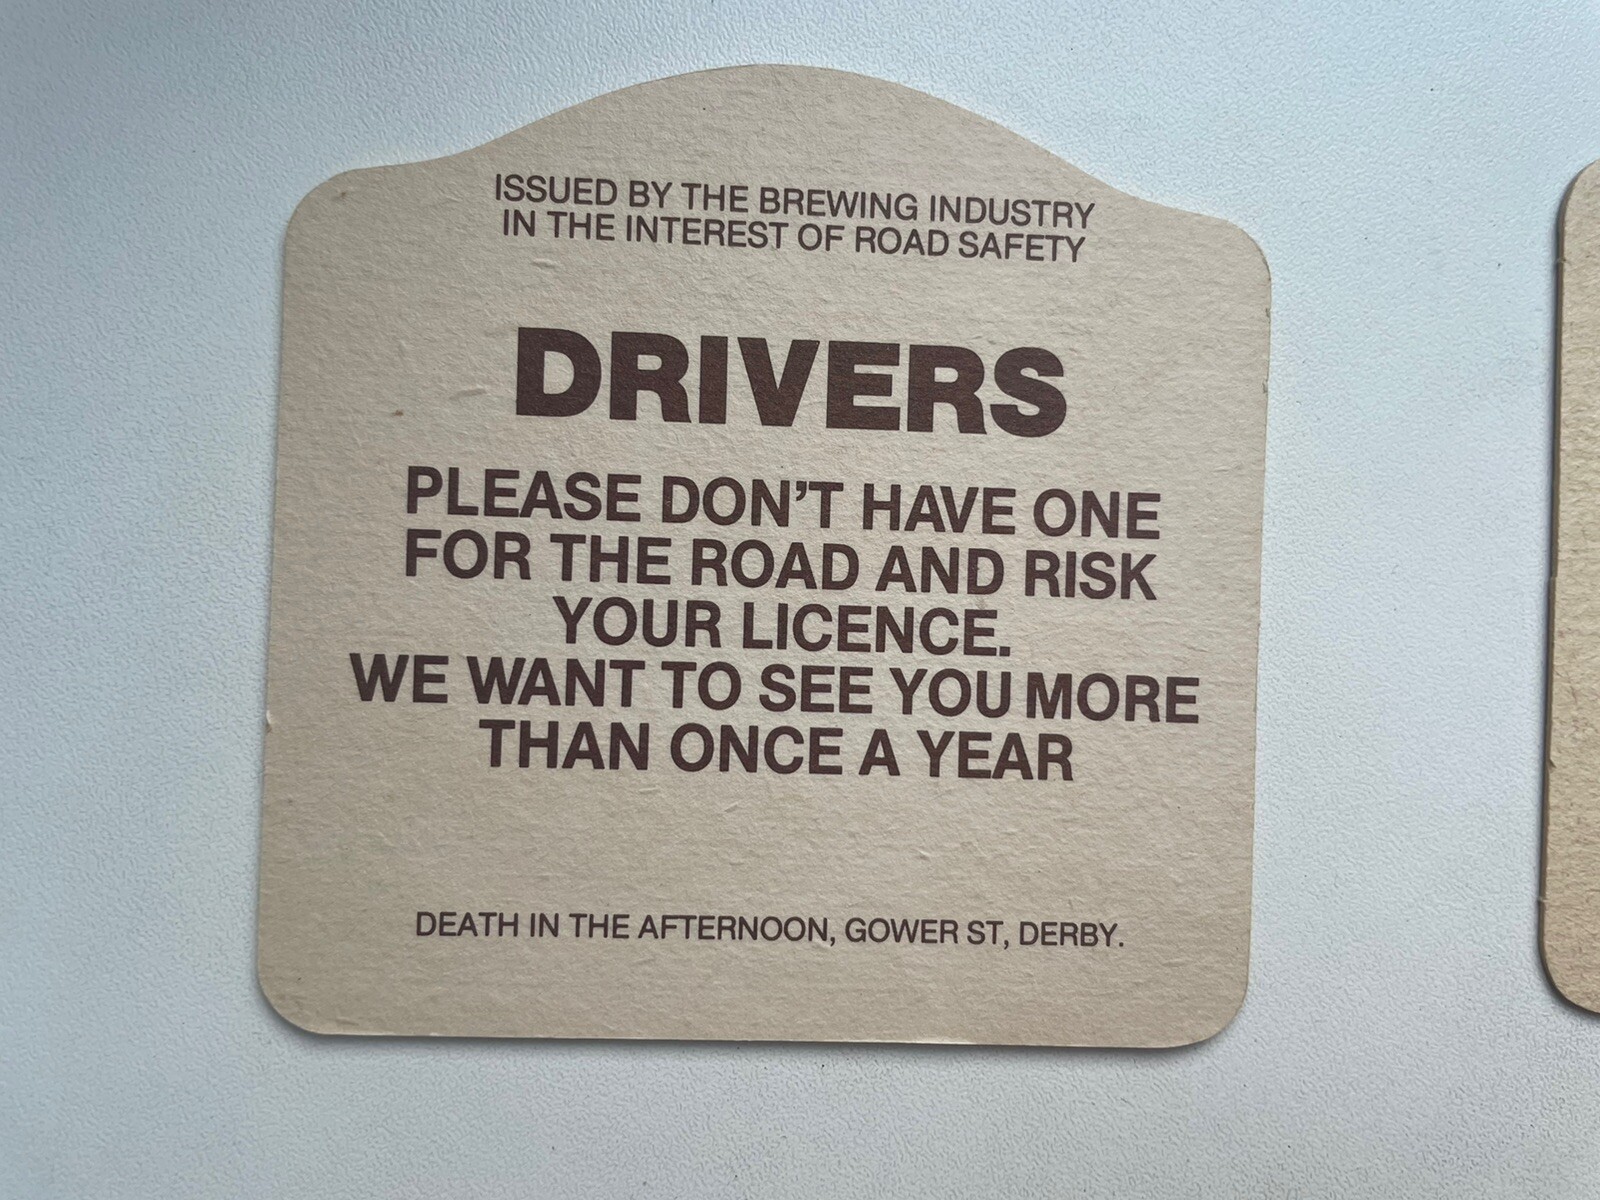 ISSUED BY THE BREWING INDUSTRY
IN THE INTEREST OF ROAD SAFETY
DRIVERS
PLEASE DON'T HAVE ONE
FOR THE ROAD AND RISK
YOUR LICENCE.
WE WANT TO SEE YOU MORE
THAN ONCE A YEAR
DEATH IN THE AFTERNOON, GOWER ST, DERBY.